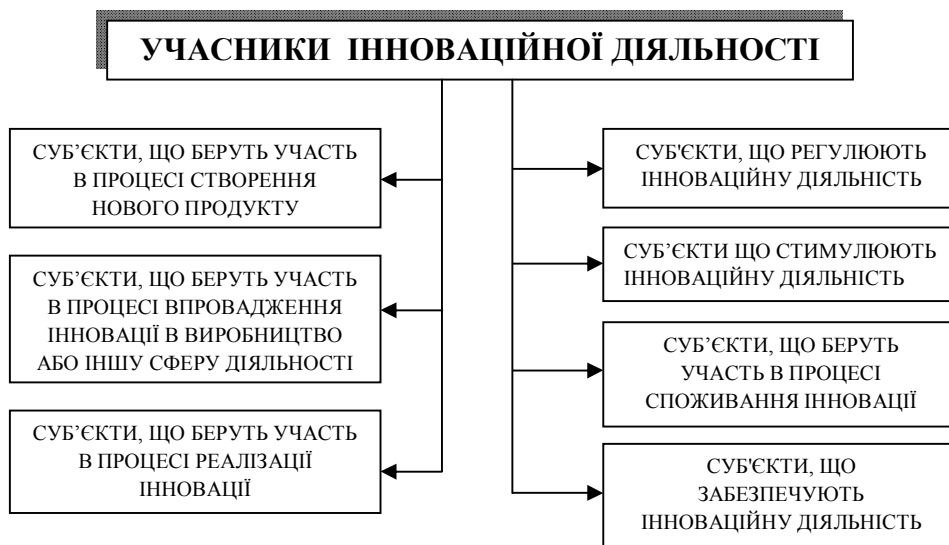 УЧАСНИКИ ІННОВАЦІЙНОЇ ДІЯЛЬНОСТІ
СУБ’ЄКТИ, ЩО БЕРУТЬ УЧАСТЬ
В ПРОЦЕСІ СТВОРЕННЯ
НОВОГО ПРОДУКТУ
СУБ’ЄКТИ, ЩО БЕРУТЬ УЧАСТЬ
В ПРОЦЕСІ ВПРОВАДЖЕННЯ
ІННОВАЦІЇ В ВИРОБНИЦТВО
АБО ІНШУ СФЕРУ ДІЯЛЬНОСТІ
СУБ’ЄКТИ, ЩО БЕРУТЬ УЧАСТЬ
В ПРОЦЕСІ РЕАЛІЗАЦІЇ
ІННОВАЦІЇ
СУБ'ЄКТИ, ЩО РЕГУЛЮЮТЬ
ІННОВАЦІЙНУ ДІЯЛЬНІСТЬ
СУБ’ЄКТИ ЩО СТИМУЛЮЮТЬ
ІННОВАЦІЙНУ ДІЯЛЬНІСТЬ
СУБ’ЄКТИ, ЩО БЕРУТЬ
УЧАСТЬ В ПРОЦЕСІ
СПОЖИВАННЯ ІННОВАЦІЇ
СУБ'ЄКТИ, ЩО
ЗАБЕЗПЕЧУЮТЬ
ІННОВАЦІЙНУ ДІЯЛЬНІСТЬ